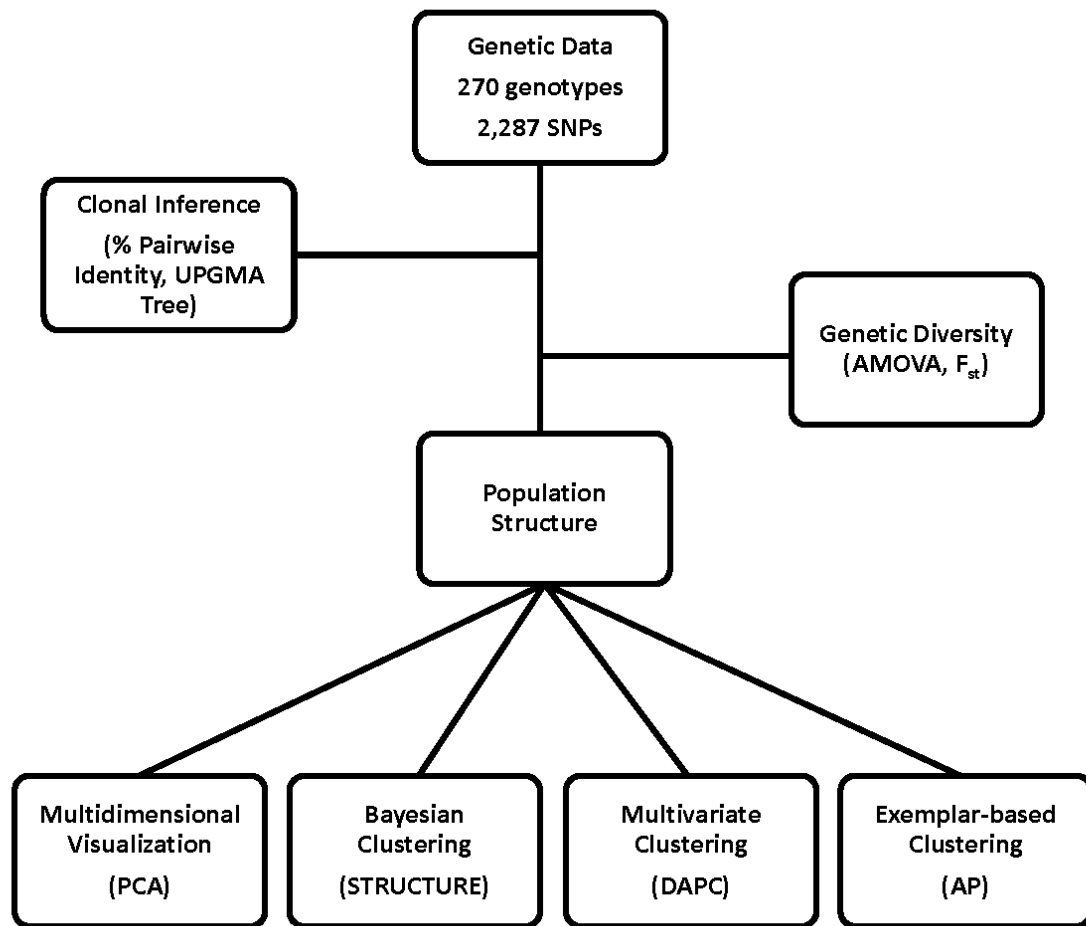 Genetic Data
270 genotypes
2,287 SNPs
Clonal Inference
(% Pairwise
Identity, UPGMA
Tree)
Genetic Diversity
(AMOVA, Fst)
Population
Structure
Multidimensional
Visualization
(PCA)
Bayesian
Clustering
(STRUCTURE)
Multivariate
Clustering
(DAPC)
Exemplar-based
Clustering
(AP)